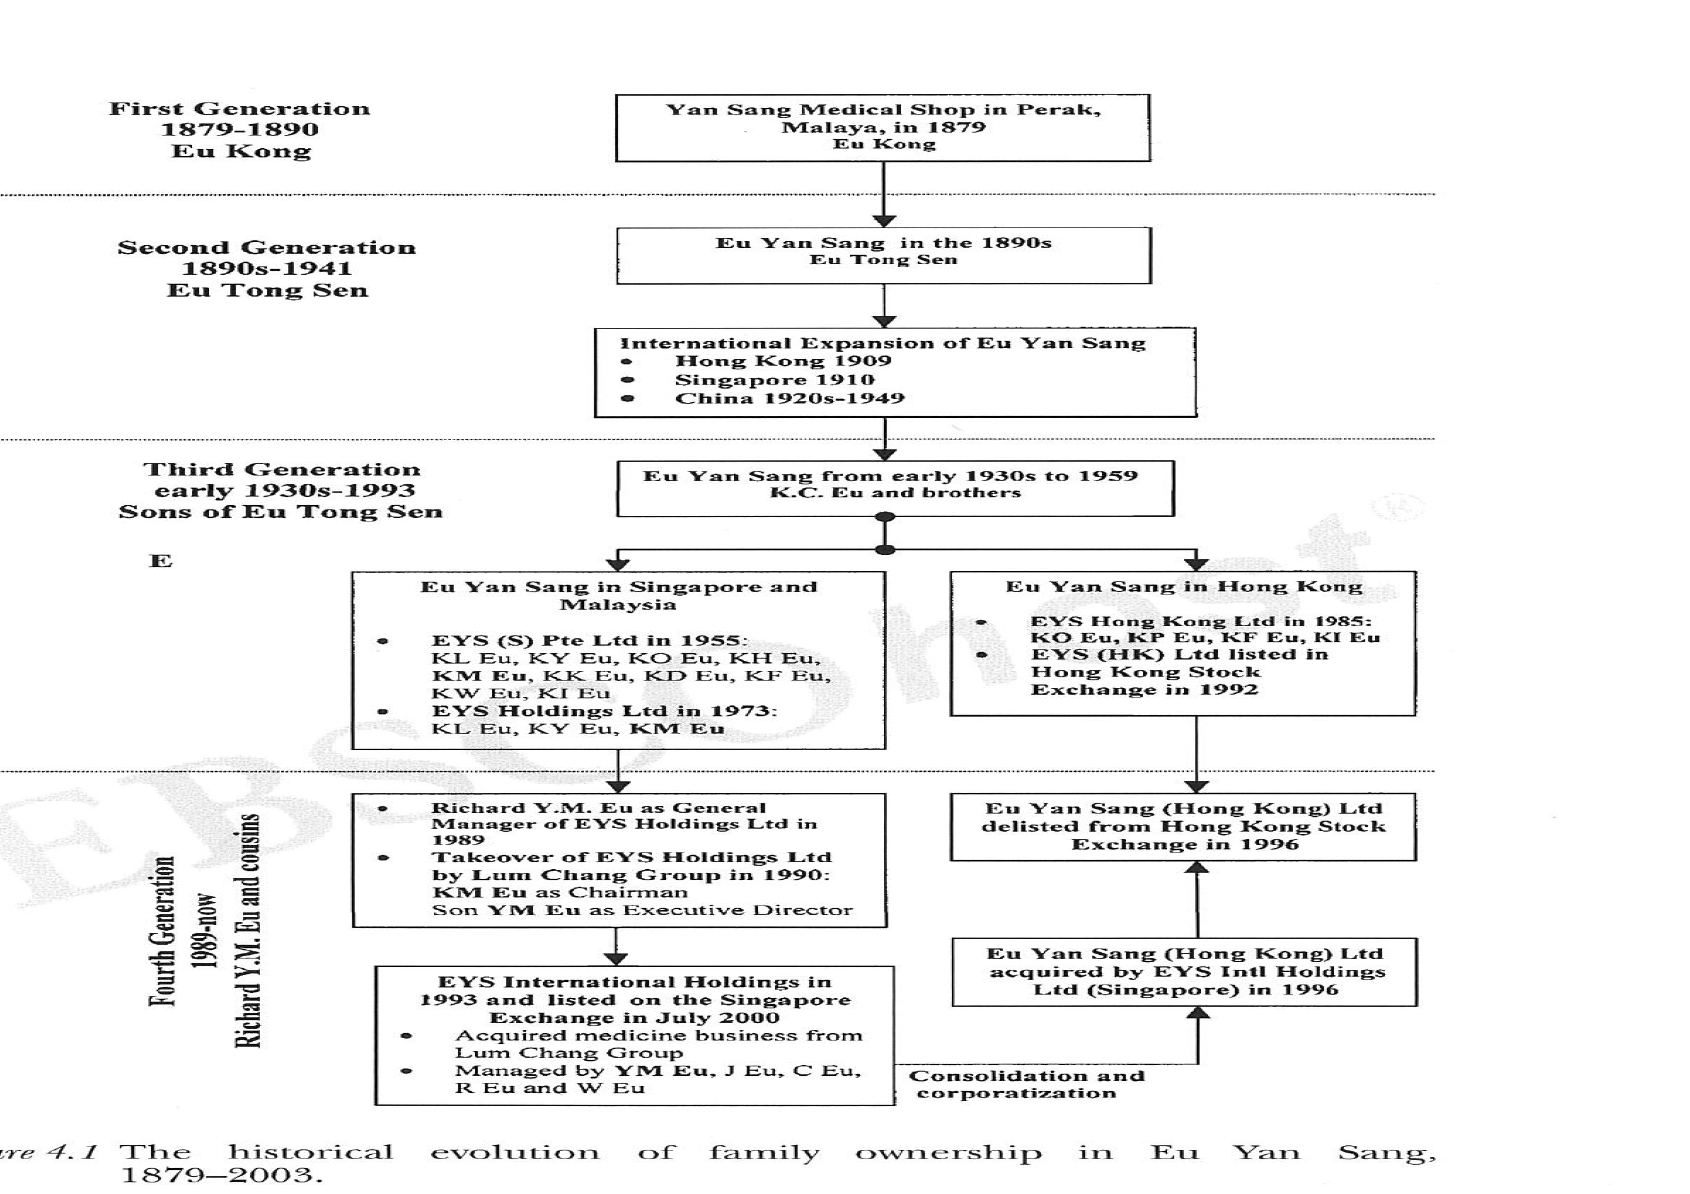 First Generation
1879-1890
Eu Kong
Yan Sang Medical Shop in Perak,
Malaya, in 1879
Eu Kong
Second Generation
1890s-1941
Eu Tong Sen
Eu Yan Sang in the 1890s
Eu Tong Sen
International Expansion of Eu Yan Sang
• Hong Kong 1909
• Singapore 1910
• China 1920s-1949
Third Generation
early 1930s-1993
Sons of Eu Tong Sen
E
Eu Yan Sang from early 1930s to 1959
K.C. Eu and brothers
Eu Yan Sang in Singapore and
Malaysia
• EYS (S) Pte Ltd in 1955:
KL Eu, KY Eu, KO Eu, KH Eu,
KM Eu, KK Eu, KD Eu, KF Eu,
KW Eu, KI Eu
• EYS Holdings Ltd in 1973:
KL Eu, KY Eu, KM Eu
Eu Yan Sang in Hong Kong
• EYS Hong Kong Ltd in 1985:
KO Eu, KP Eu, KF Eu, KI Eu
• EYS (HK) Ltd listed in
Hong Kong Stock
Exchange in 1992
Fourth Generation
1989-now
Richard Y.M. Eu and cousins
• Richard Y.M. Eu as General
Manager of EYS Holdings Ltd in
1989
• Takeover of EYS Holdings Ltd
by Lum Chang Group in 1990:
KM Eu as Chairman
Son YM Eu as Executive Director
Eu Yan Sang (Hong Kong) Ltd
delisted from Hong Kong Stock
Exchange in 1996
EYS International Holdings in
1993 and listed on the Singapore
Exchange in July 2000
• Acquired medicine business from
Lum Chang Group
• Managed by YM Eu, J Eu, C Eu,
R Eu and W Eu
Eu Yan Sang (Hong Kong) Ltd
acquired by EYS Intl Holdings
Ltd (Singapore) in 1996
Consolidation and
corporatization
EBSCOhost®
ure 4.1 The historical evolution of family ownership in Eu Yan Sang,
1879–2003.